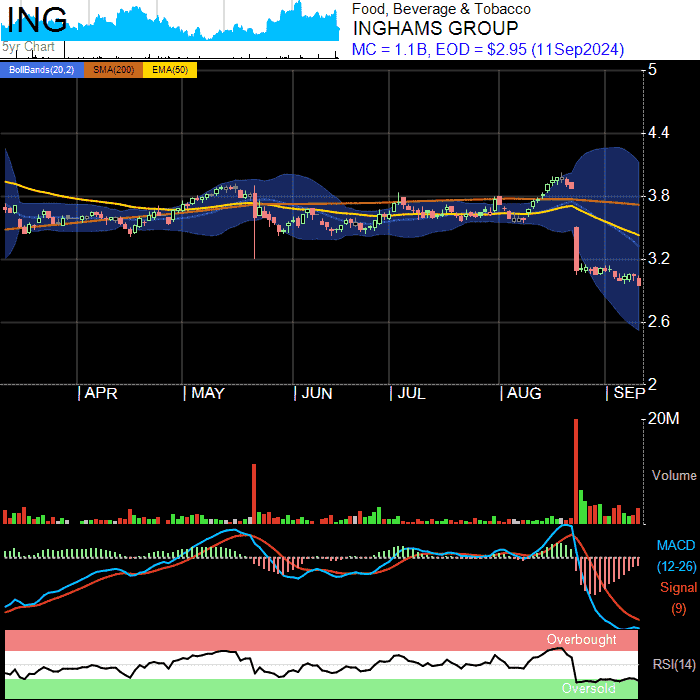 ING
5yr Chart
Food, Beverage & Tobacco
INGHAMS GROUP
MC = 1.1B, EOD = $2.95 (11Sep2024)
BollBands(20,2) SMA(200) EMA(50)
5
4.4
3.8
3.2
2.6
2
APR MAY JUN JUL AUG SEP
20M
Volume
MACD
(12-26)
Signal
(9)
Overbought
RSI(14)
Oversold